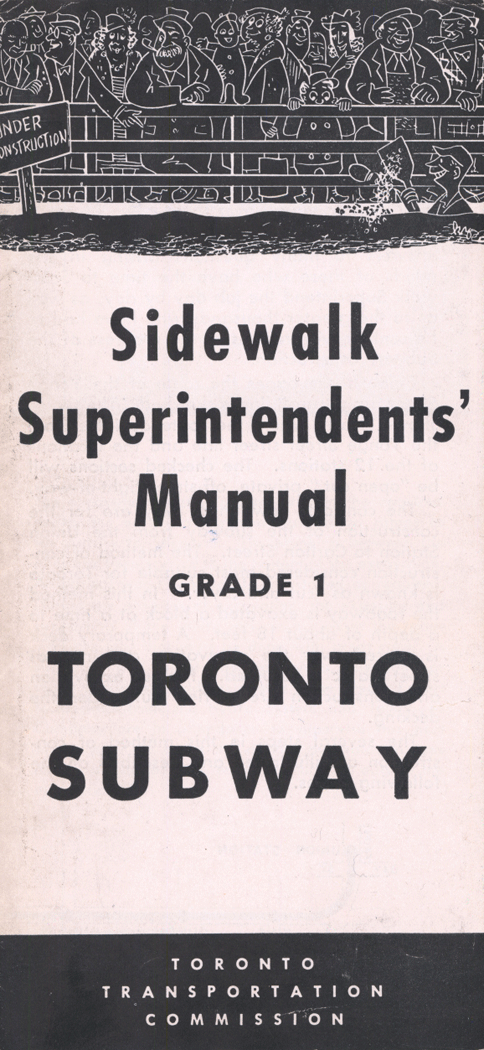 UNDER
CONSTRUCTION
Sidewalk
Superintendents’
Manual
GRADE 1
TORONTO
SUBWAY
TORONTO
TRANSPORTATION
COMMISSION